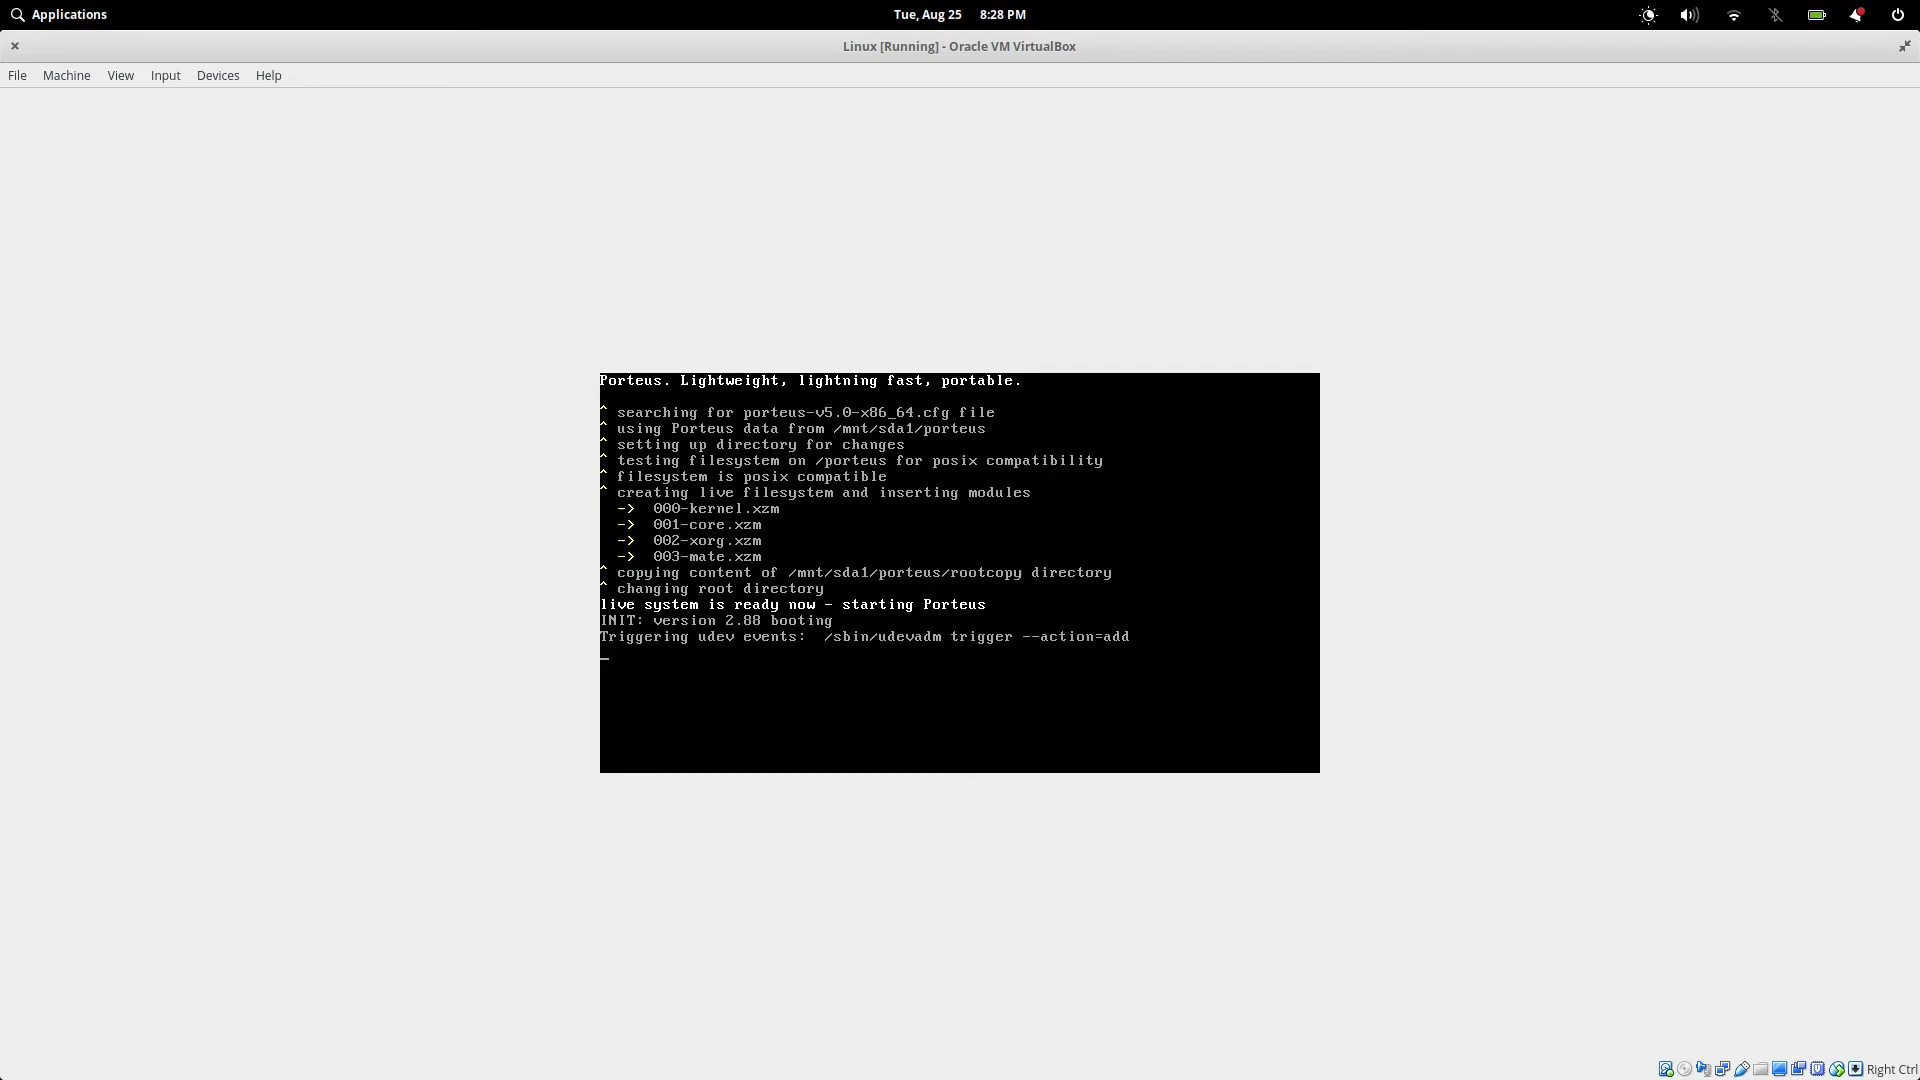 Applications
Tue, Aug 25 8:28 PM
Linux [Running] - Oracle VM VirtualBox
File Machine View Input Devices Help
Porteus. Lightweight, lightning fast, portable.
^ searching for porteus-v5.0-x86_64.cfg file
^ using Porteus data from /mnt/sda1/porteus
^ setting up directory for changes
^ testing filesystem on /porteus for posix compatibility
^ filesystem is posix compatible
^ creating live filesystem and inserting modules
-> 000-kernel.xzm
-> 001-core.xzm
-> 002-xorg.xzm
-> 003-mate.xzm
^ copying content of /mnt/sda1/porteus/rootcopy directory
^ changing root directory
live system is ready now - starting Porteus
INIT: version 2.88 booting
Triggering udev events: /sbin/udevadm trigger --action=add
Right Ctrl